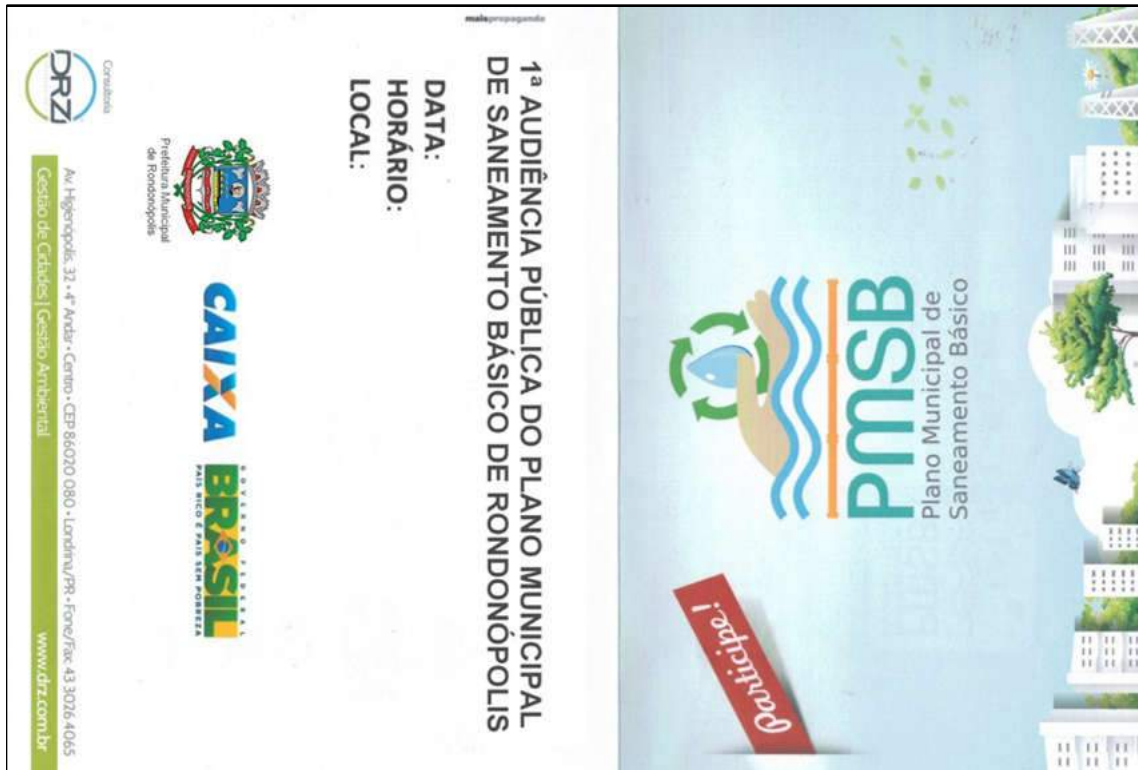 PMSB
Plano Municipal de
Saneamento Básico
Participe!
maispropaganda
1ª AUDIÊNCIA PÚBLICA DO PLANO MUNICIPAL
DE SANEAMENTO BÁSICO DE RONDONÓPOLIS
DATA:
HORÁRIO:
LOCAL:
Prefeitura Municipal
de Rondonópolis
CAIXA
GOVERNO FEDERAL
BRASIL
PAÍS RICO É PAÍS SEM POBREZA
Consultoria
DRZ
Av. Higienópolis, 32 • 4° Andar • Centro • CEP 86020 080 • Londrina/PR • Fone/Fax: 43 3026 4065
Gestão de Cidades | Gestão Ambiental
www.drz.com.br